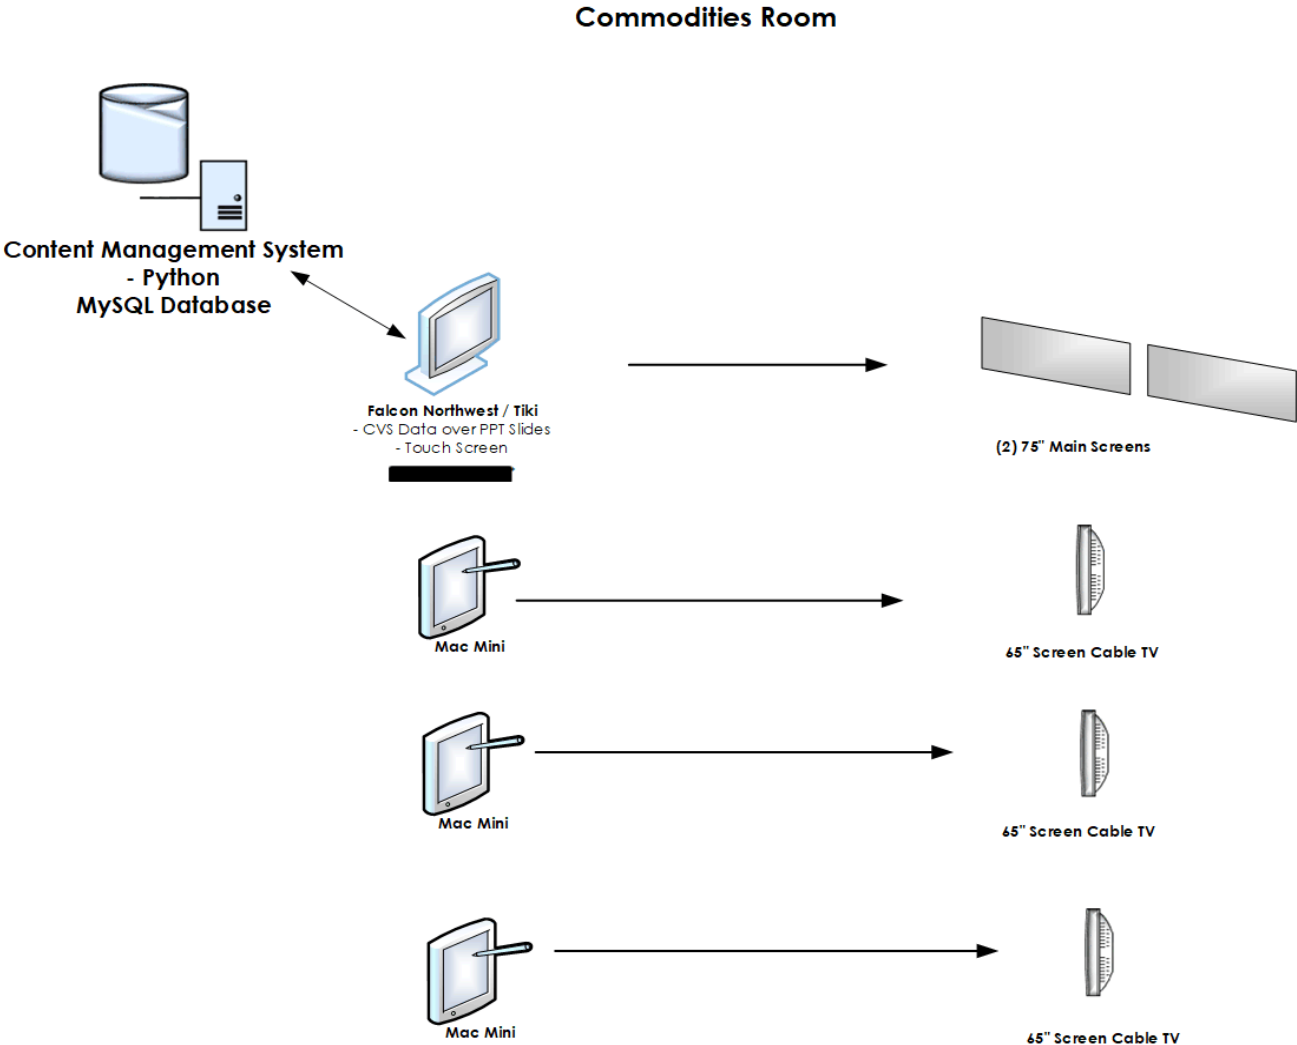 Commodities Room
Content Management System
- Python
MySQL Database
Falcon Northwest / Tiki
- CVS Data over PPT Slides
- Touch Screen
(2) 75" Main Screens
Mac Mini
65" Screen Cable TV
Mac Mini
65" Screen Cable TV
Mac Mini
65" Screen Cable TV